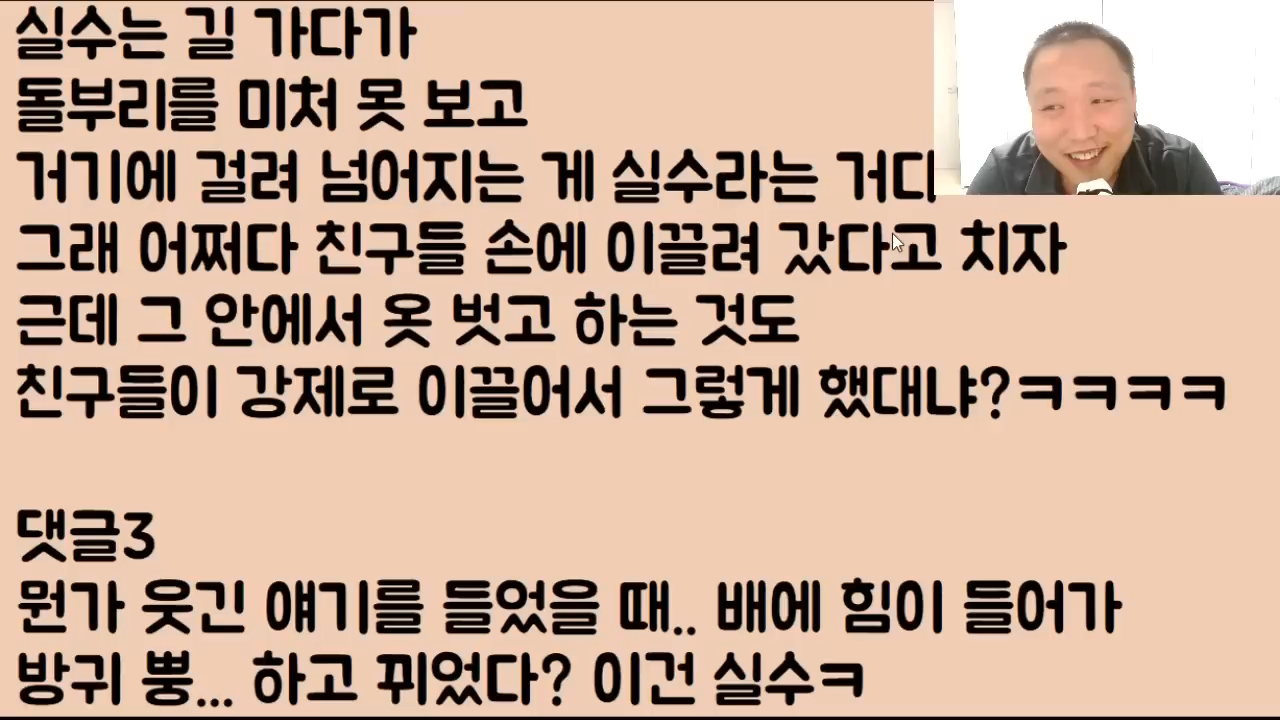 실수는 길 가다가
돌부리를 미처 못 보고
거기에 걸려 넘어지는 게 실수라는
그래 어쩌다 친구들 손에 이끌려 갔다고 치자
근데 그 안에서 옷 벗고 하는 것도
친구들이 강제로 이끌어서 그렇게 했대냐?ㅋㅋㅋㅋ
댓글3
뭔가 웃긴 얘기를 들었을 때.. 배에 힘이 들어가
방귀 뿡... 하고 뀌었다? 이건 실수ㅋ